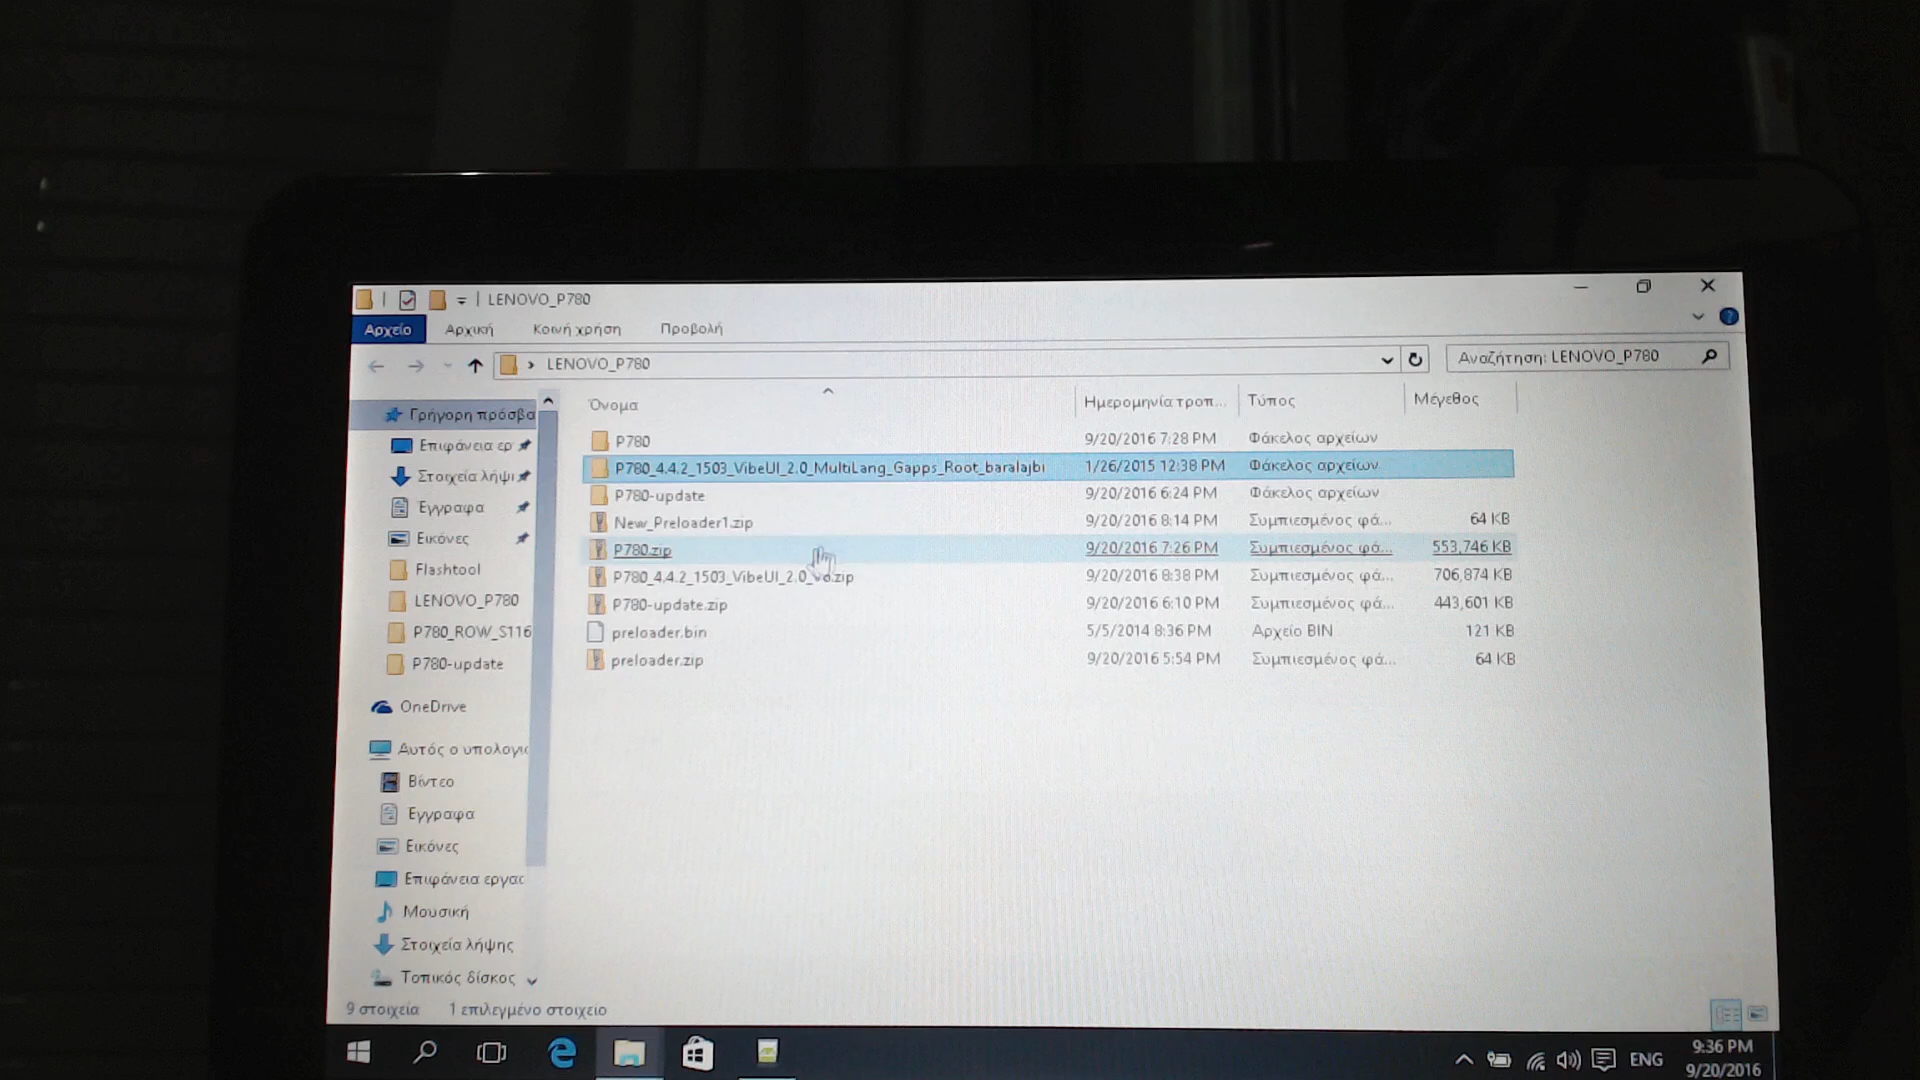 LENOVO_P780
Αρχείο Αρχική Κοινή χρήση Προβολή
LENOVO_P780 Αναζήτηση: LENOVO_P780
Όνομα Ημερομηνία τροπ... Τύπος Μέγεθος
P780 9/20/2016 7:28 PM Φάκελος αρχείων
P780_4.4.2_1503_VibeUI_2.0_MultiLang_Gapps_Root_baralajbi 1/26/2015 12:38 PM Φάκελος αρχείων
P780-update 9/20/2016 6:24 PM Φάκελος αρχείων
New_Preloader1.zip 9/20/2016 8:14 PM Συμπιεσμένος φά... 64 KB
P780.zip 9/20/2016 7:26 PM Συμπιεσμένος φά... 553,746 KB
9/20/2016 8:38 PM Συμπιεσμένος φά... 706,874 KB
P780-update.zip 9/20/2016 6:10 PM Συμπιεσμένος φά... 443,601 KB
preloader.bin 5/5/2014 8:36 PM Αρχείο BIN 121 KB
preloader.zip 9/20/2016 5:54 PM Συμπιεσμένος φά... 64 KB
Γρήγορη πρόσβα
Επιφάνεια ερ
Στοιχεία λήψι
Έγγραφα
Εικόνες
Flashtool
LENOVO_P780
P780_ROW_S116
P780-update
OneDrive
Αυτός ο υπολογισ
Βίντεο
Έγγραφα
Εικόνες
Επιφάνεια εργασ
Μουσική
Στοιχεία λήψης
Τοπικός δίσκος
9 στοιχεία 1 επιλεγμένο στοιχείο
ENG
9:36 PM
9/20/2016